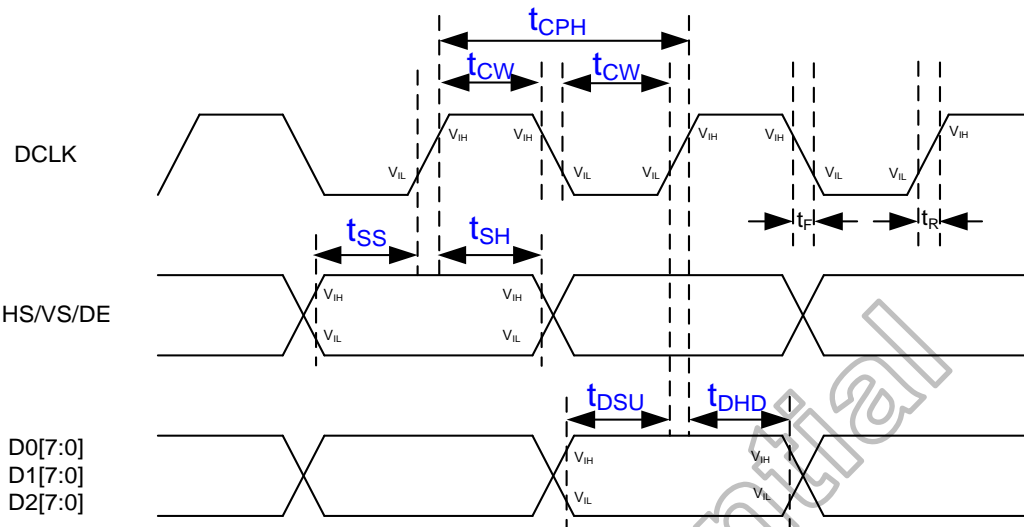 tCPH
tCW tCW
DCLK
VIH VIH VIH VIH VIH
VIL VIL VIL VIL VIL
tSS tSH tF tR
HS/VS/DE
VIH VIH
VIL VIL
tDSU tDHD
D0[7:0]
D1[7:0]
D2[7:0]
VIH VIH
VIL VIL